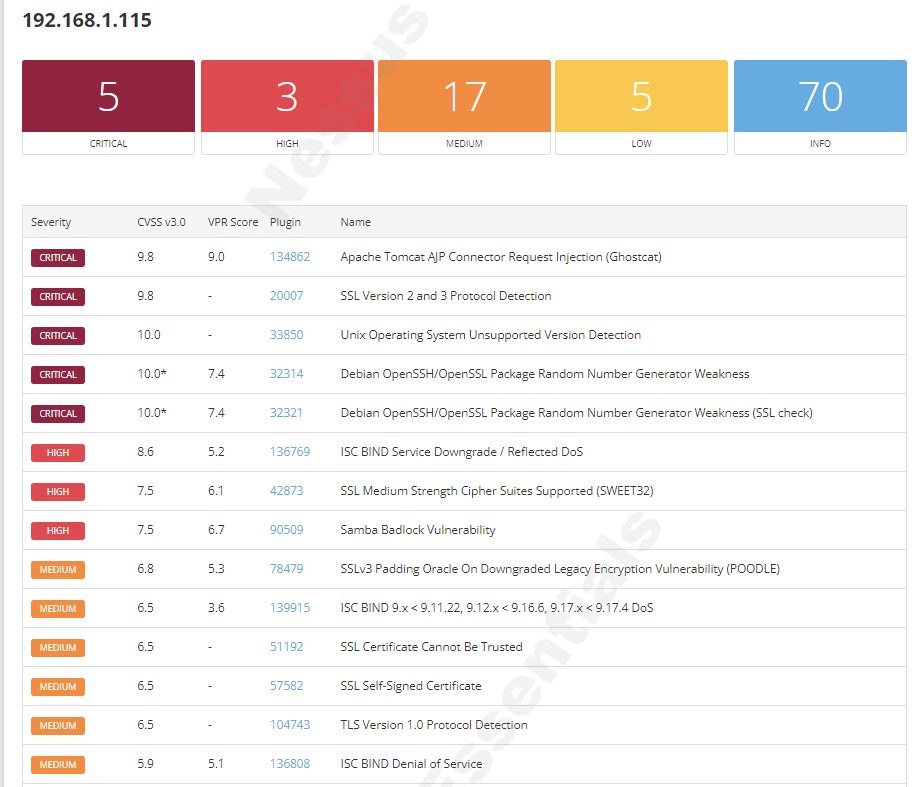 192.168.1.115
5 3 17 5 70
CRITICAL HIGH MEDIUM LOW INFO
Severity CVSS v3.0 VPR Score Plugin Name
CRITICAL 9.8 9.0 134862 Apache Tomcat AJP Connector Request Injection (Ghostcat)
CRITICAL 9.8 - 20007 SSL Version 2 and 3 Protocol Detection
CRITICAL 10.0 - 33850 Unix Operating System Unsupported Version Detection
CRITICAL 10.0* 7.4 32314 Debian OpenSSH/OpenSSL Package Random Number Generator Weakness
CRITICAL 10.0* 7.4 32321 Debian OpenSSH/OpenSSL Package Random Number Generator Weakness (SSL check)
HIGH 8.6 5.2 136769 ISC BIND Service Downgrade / Reflected DoS
HIGH 7.5 6.1 42873 SSL Medium Strength Cipher Suites Supported (SWEET32)
HIGH 7.5 6.7 90509 Samba Badlock Vulnerability
MEDIUM 6.8 5.3 78479 SSLv3 Padding Oracle On Downgraded Legacy Encryption Vulnerability (POODLE)
MEDIUM 6.5 3.6 139915 ISC BIND 9.x < 9.11.22, 9.12.x < 9.16.6, 9.17.x < 9.17.4 DoS
MEDIUM 6.5 - 51192 SSL Certificate Cannot Be Trusted
MEDIUM 6.5 - 57582 SSL Self-Signed Certificate
MEDIUM 6.5 - 104743 TLS Version 1.0 Protocol Detection
MEDIUM 5.9 5.1 136808 ISC BIND Denial of Service
Nessus
Essentials